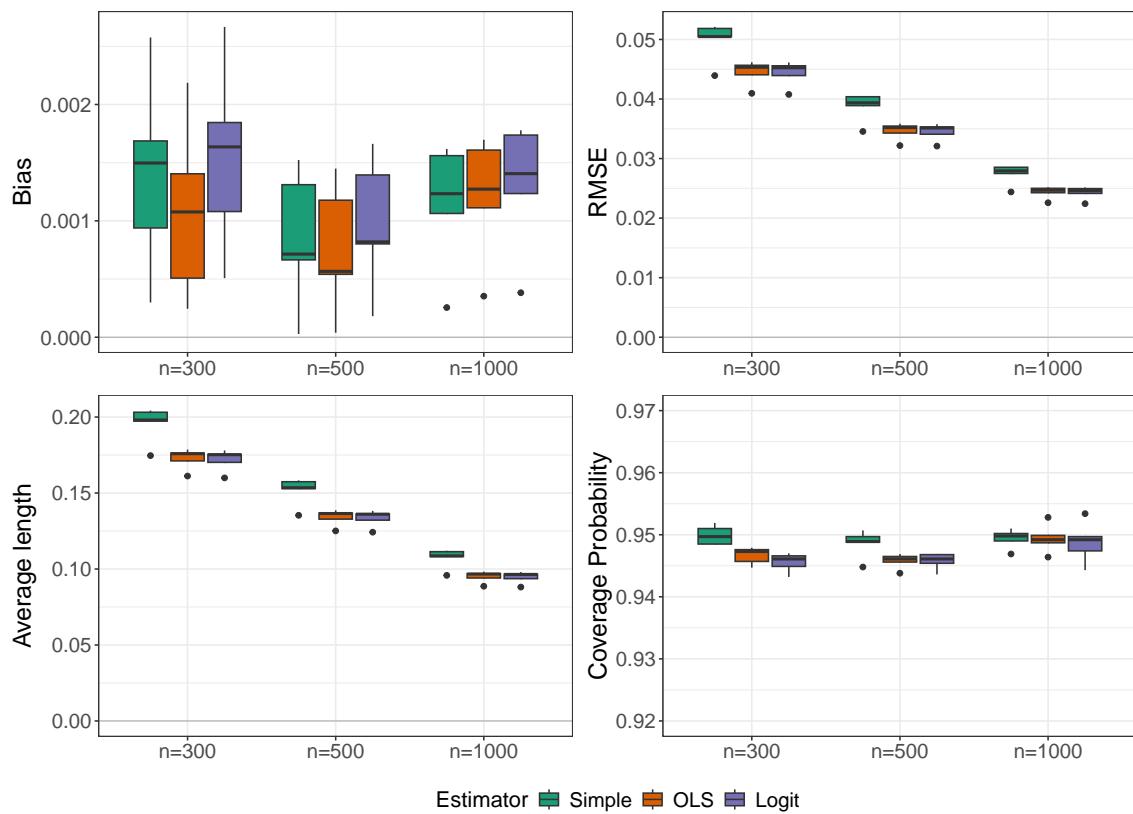 Bias
0.002
0.001
0.000
n=300 n=500 n=1000
RMSE
0.05
0.04
0.03
0.02
0.01
0.00
n=300 n=500 n=1000
Average length
0.20
0.15
0.10
0.05
0.00
n=300 n=500 n=1000
Coverage Probability
0.97
0.96
0.95
0.94
0.93
0.92
n=300 n=500 n=1000
Estimator Simple OLS Logit